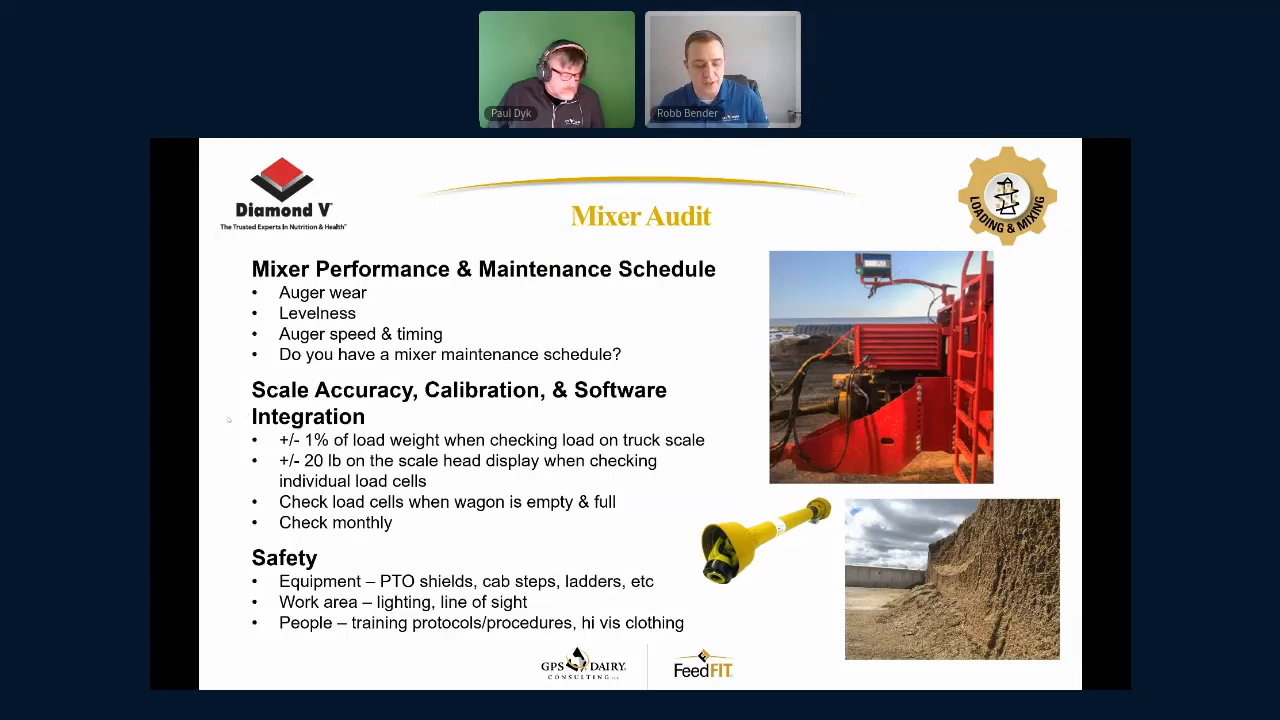 Paul Dyk
Robb Bender
Diamond V
The Trusted Experts In Nutrition & Health™
Mixer Audit
LOADING & MIXING
Mixer Performance & Maintenance Schedule
• Auger wear
• Levelness
• Auger speed & timing
• Do you have a mixer maintenance schedule?
Scale Accuracy, Calibration, & Software
Integration
• +/- 1% of load weight when checking load on truck scale
• +/- 20 lb on the scale head display when checking
individual load cells
• Check load cells when wagon is empty & full
• Check monthly
Safety
• Equipment – PTO shields, cab steps, ladders, etc
• Work area – lighting, line of sight
• People – training protocols/procedures, hi vis clothing
GPS DAIRY
CONSULTING
FeedFIT